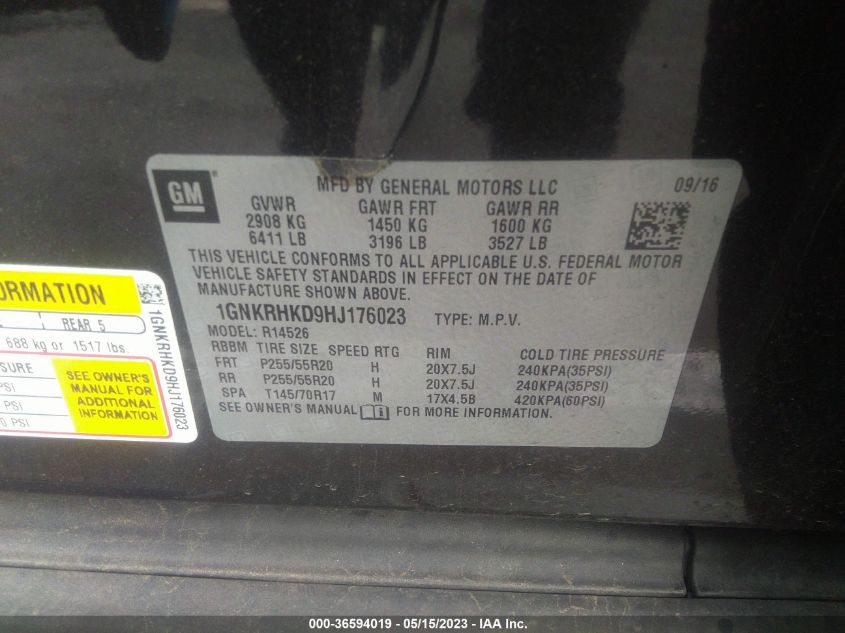 GM
MFD BY GENERAL MOTORS LLC 09/16
GVWR GAWR FRT GAWR RR
2908 KG 1450 KG 1600 KG
6411 LB 3196 LB 3527 LB
THIS VEHICLE CONFORMS TO ALL APPLICABLE U.S. FEDERAL MOTOR
VEHICLE SAFETY STANDARDS IN EFFECT ON THE DATE OF
MANUFACTURE SHOWN ABOVE.
1GNKRHKD9HJ176023 TYPE: M.P.V.
MODEL: R14526
RBBM TIRE SIZE SPEED RTG RIM COLD TIRE PRESSURE
FRT P255/55R20 H 20X7.5J 240KPA(35PSI)
RR P255/55R20 H 20X7.5J 240KPA(35PSI)
SPA T145/70R17 M 17X4.5B 420KPA(60PSI)
SEE OWNER'S MANUAL FOR MORE INFORMATION.
ORMATION
REAR 5
688 kg or 1517 lbs.
SURE
PSI
PSI
0 PSI
SEE OWNER'S
MANUAL FOR
ADDITIONAL
INFORMATION
1GNKRHKD9HJ176023
000-36594019 - 05/15/2023 - IAA Inc.